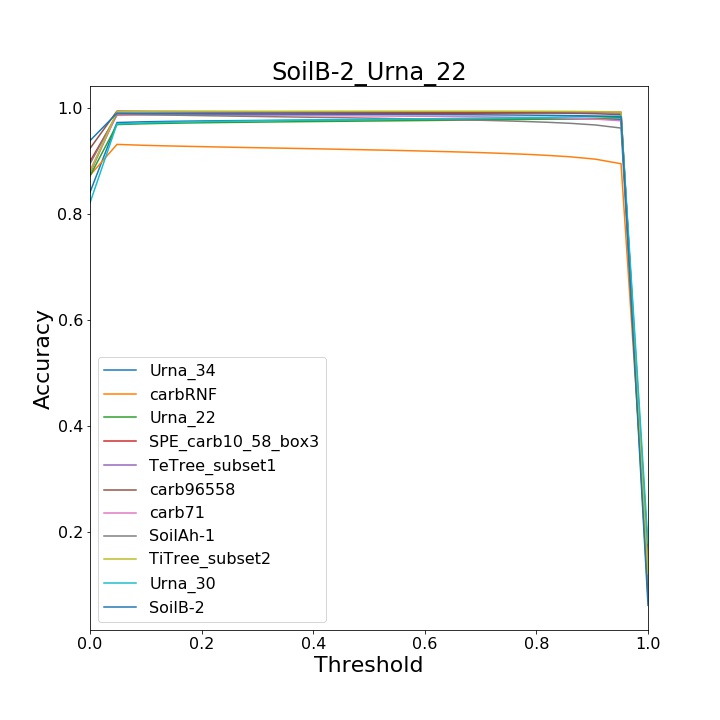 SoilB-2_Urna_22
1.0
0.8
0.6
0.4
0.2
Accuracy
Urna_34
carbRNF
Urna_22
SPE_carb10_58_box3
TeTree_subset1
carb96558
carb71
SoilAh-1
TiTree_subset2
Urna_30
SoilB-2
0.0 0.2 0.4 0.6 0.8 1.0
Threshold